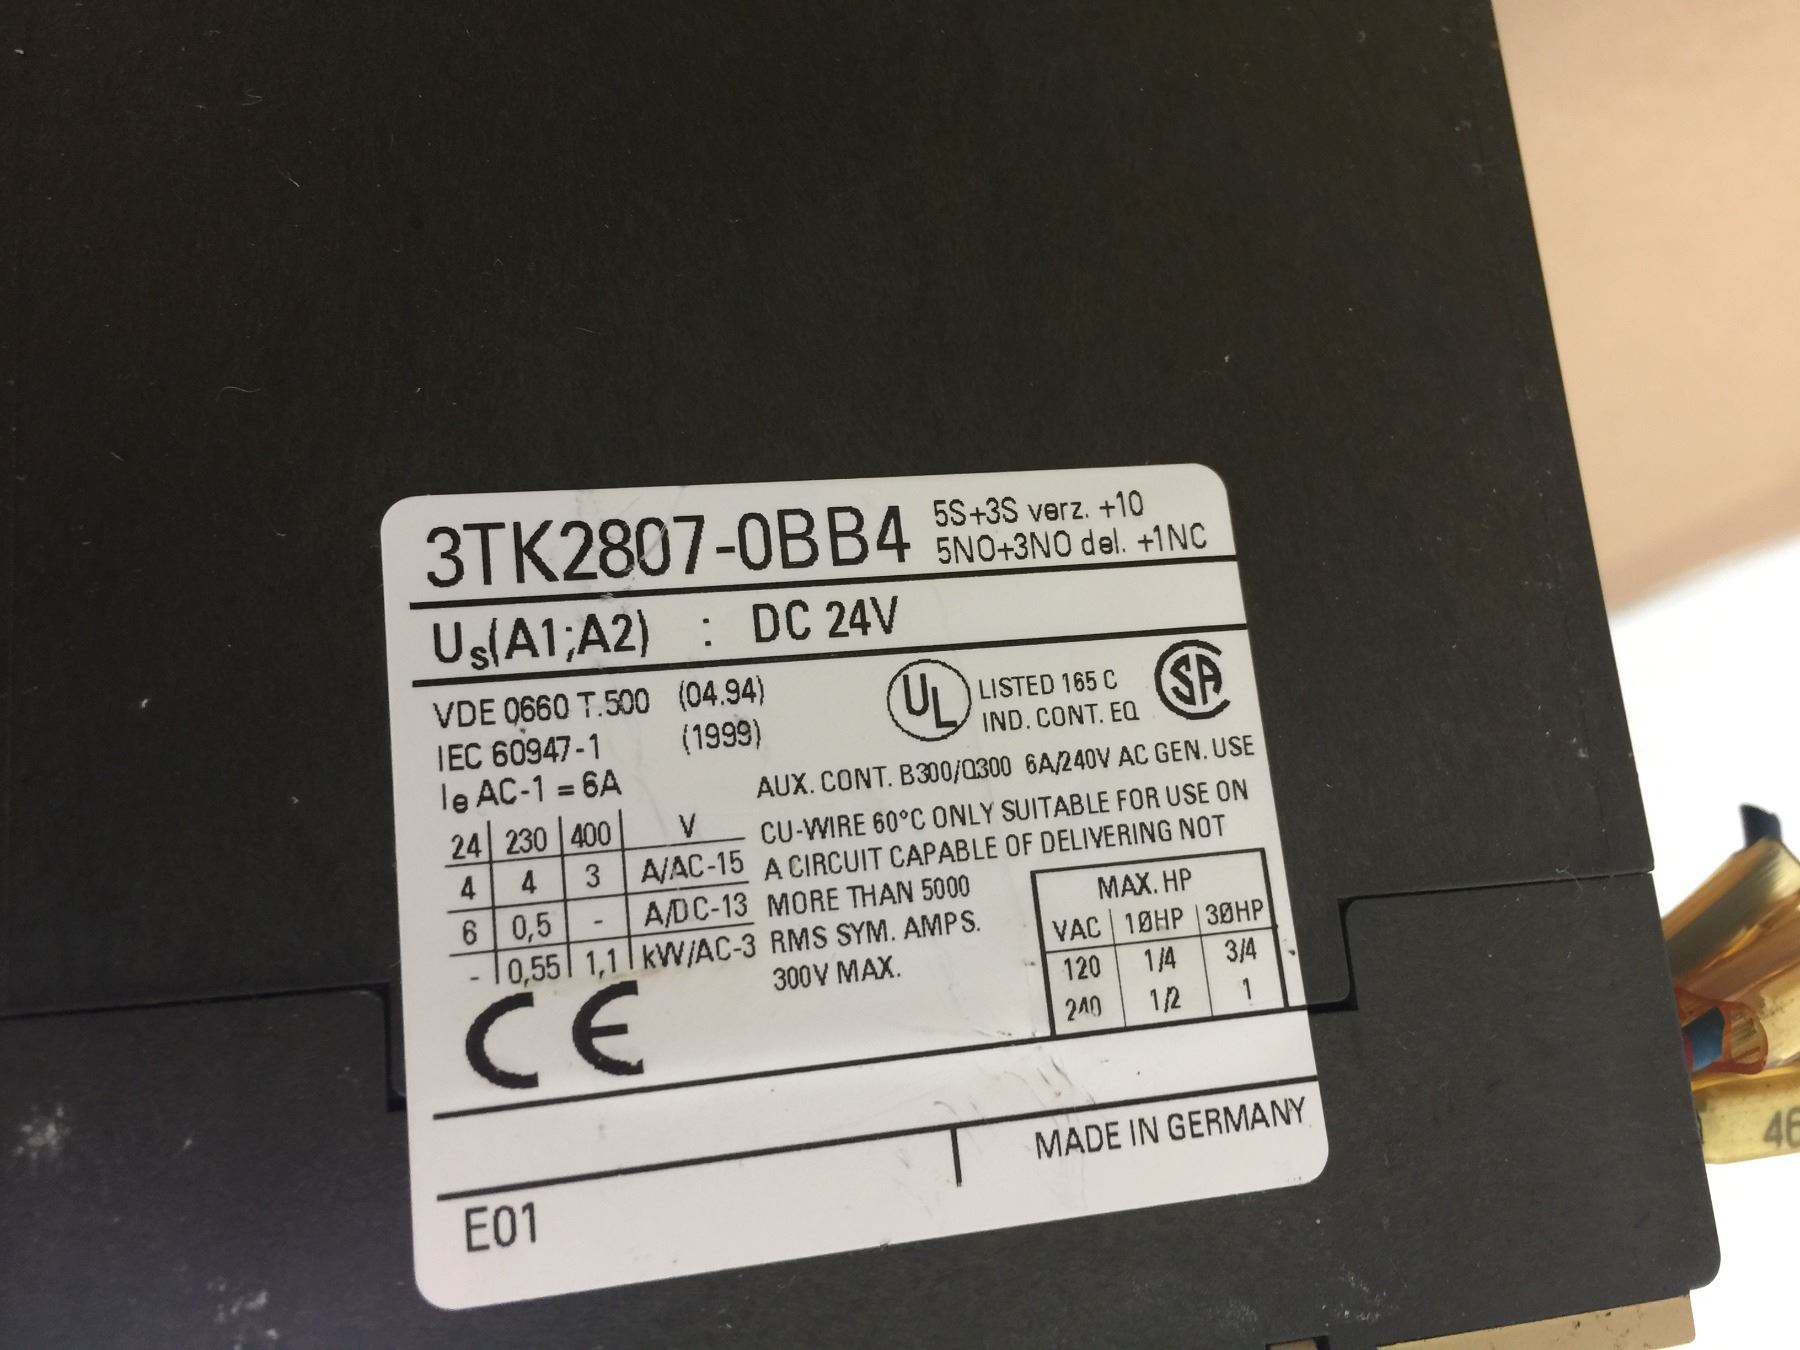 3TK2807-0BB4
5S+3S verz. +1Ö
5NO+3NO del. +1NC
Us(A1;A2) : DC 24V
VDE 0660 T.500 (04.94)
IEC 60947-1 (1999)
Ie AC-1 = 6A
UL LISTED 165 C
IND. CONT. EQ
SA
AUX. CONT. B300/Q300 6A/240V AC GEN. USE
CU-WIRE 60°C ONLY SUITABLE FOR USE ON
A CIRCUIT CAPABLE OF DELIVERING NOT
MORE THAN 5000
RMS SYM. AMPS.
300V MAX.
24 230 400 V
4 4 3 A/AC-15
6 0,5 - A/DC-13
- 0,55 1,1 kW/AC-3
MAX. HP
VAC 1ØHP 3ØHP
120 1/4 3/4
240 1/2 1
CE
MADE IN GERMANY
E01
46